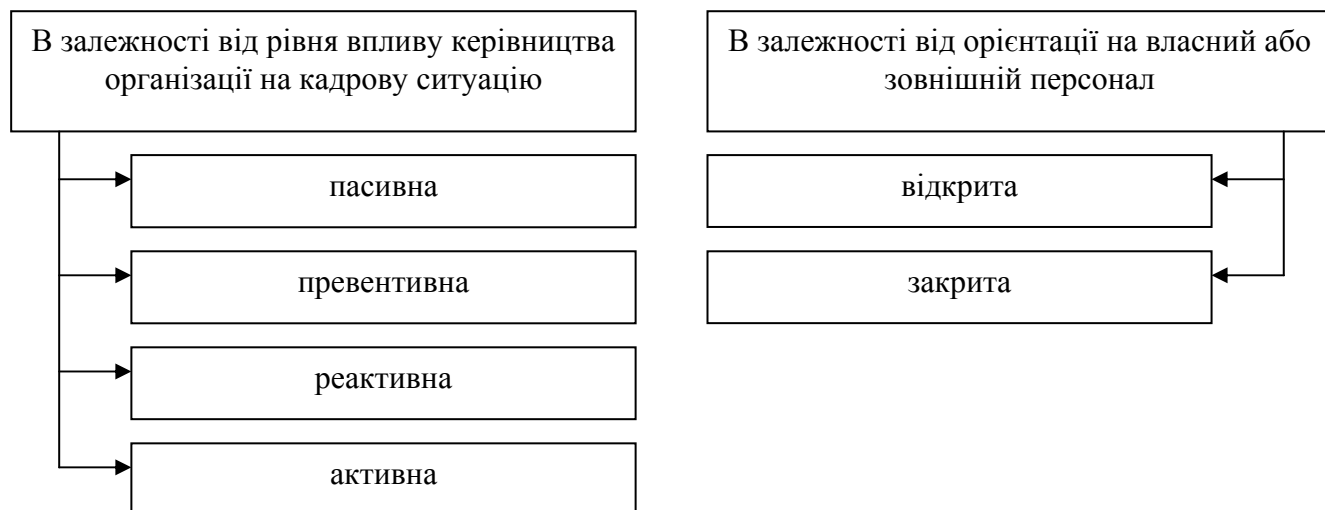 В залежності від рівня впливу керівництва
організації на кадрову ситуацію
пасивна
превентивна
реактивна
активна
В залежності від орієнтації на власний або
зовнішній персонал
відкрита
закрита